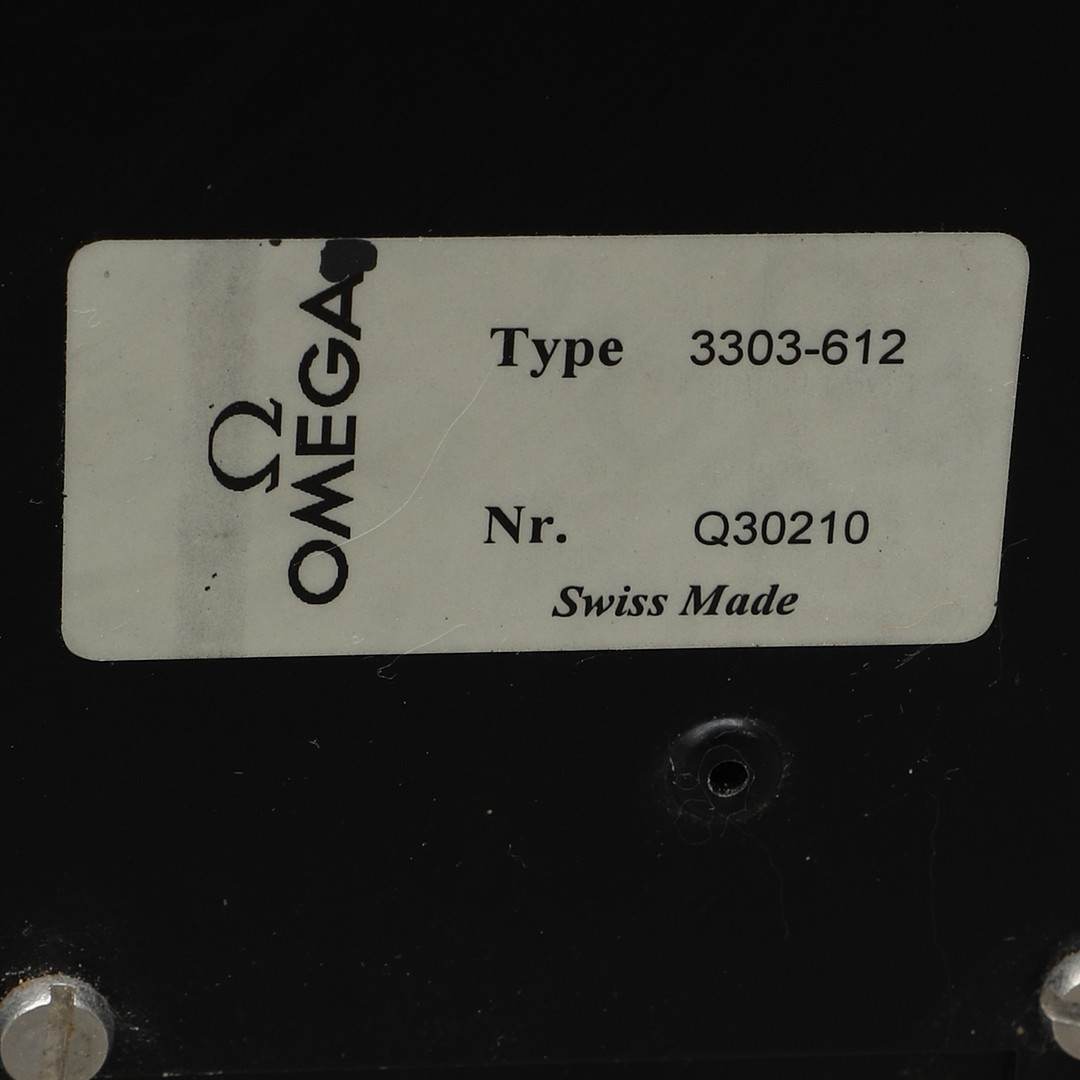 Ω
OMEGA
Type 3303-612
Nr. Q30210
Swiss Made